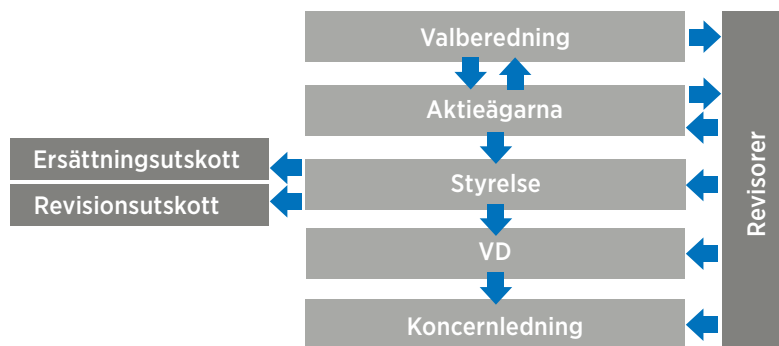 Valberedning
Aktieägarna
Ersättningsutskott
Styrelse
Revisionsutskott
VD
Koncernledning
Revisorer